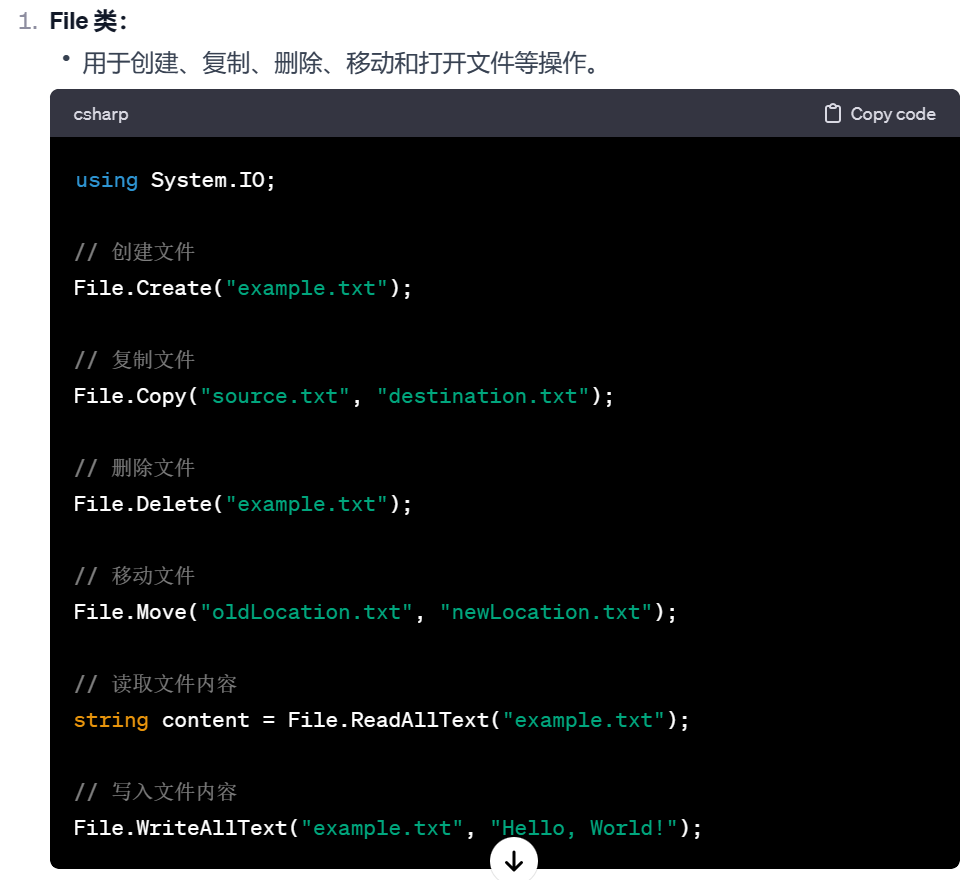 1. File 类：
• 用于创建、复制、删除、移动和打开文件等操作。
csharp Copy code
using System.IO;
// 创建文件
File.Create("example.txt");
// 复制文件
File.Copy("source.txt", "destination.txt");
// 删除文件
File.Delete("example.txt");
// 移动文件
File.Move("oldLocation.txt", "newLocation.txt");
// 读取文件内容
string content = File.ReadAllText("example.txt");
// 写入文件内容
File.WriteAllText("example.txt", "Hello, World!");